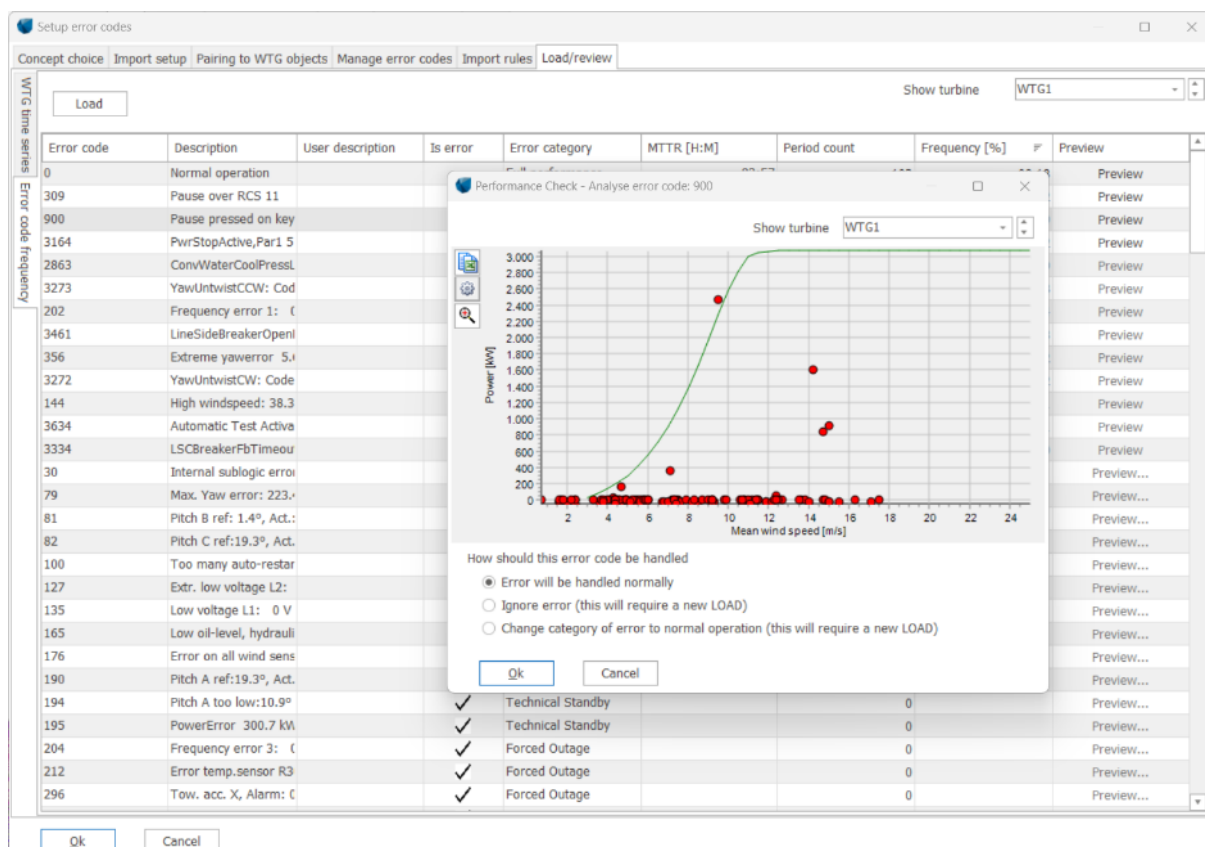 Setup error codes
Concept choice Import setup Pairing to WTG objects Manage error codes Import rules Load/review
WTG time series
Error code frequency
Load
Show turbine WTG1
Error code Description User description Is error Error category MTTR [H:M] Period count Frequency [%] Preview
0 Normal operation Preview
309 Pause over RCS 11 Preview
900 Pause pressed on key Preview
3164 PwrStopActive,Par1 5 Preview
2863 ConvWaterCoolPressL Preview
3273 YawUntwistCCW: Cod Preview
202 Frequency error 1: Preview
3461 LineSideBreakerOpen Preview
356 Extreme yawerror 5. Preview
3272 YawUntwistCW: Code Preview
144 High windspeed: 38.3 Preview
3634 Automatic Test Activa Preview
3334 LSCBreakerFbTimeou Preview
30 Internal sublogic erro Preview...
79 Max. Yaw error: 223. Preview...
81 Pitch B ref: 1.4°, Act.: Preview...
82 Pitch C ref:19.3°, Act. Preview...
100 Too many auto-restar Preview...
127 Extr. low voltage L2: Preview...
135 Low voltage L1: 0 V Preview...
165 Low oil-level, hydrauli Preview...
176 Error on all wind sens Preview...
190 Pitch A ref:19.3°, Act. Preview...
194 Pitch A too low:10.9° Technical Standby 0 Preview...
195 PowerError 300.7 kW Technical Standby 0 Preview...
204 Frequency error 3: Forced Outage 0 Preview...
212 Error temp.sensor R3 Forced Outage 0 Preview...
296 Tow. acc. X, Alarm: Forced Outage 0 Preview...
Ok Cancel
Performance Check - Analyse error code: 900
Show turbine WTG1
Power [kW]
3.000
2.800
2.600
2.400
2.200
2.000
1.800
1.600
1.400
1.200
1.000
800
600
400
200
0
2 4 6 8 10 12 14 16 18 20 22 24
Mean wind speed [m/s]
How should this error code be handled
Error will be handled normally
Ignore error (this will require a new LOAD)
Change category of error to normal operation (this will require a new LOAD)
Ok Cancel